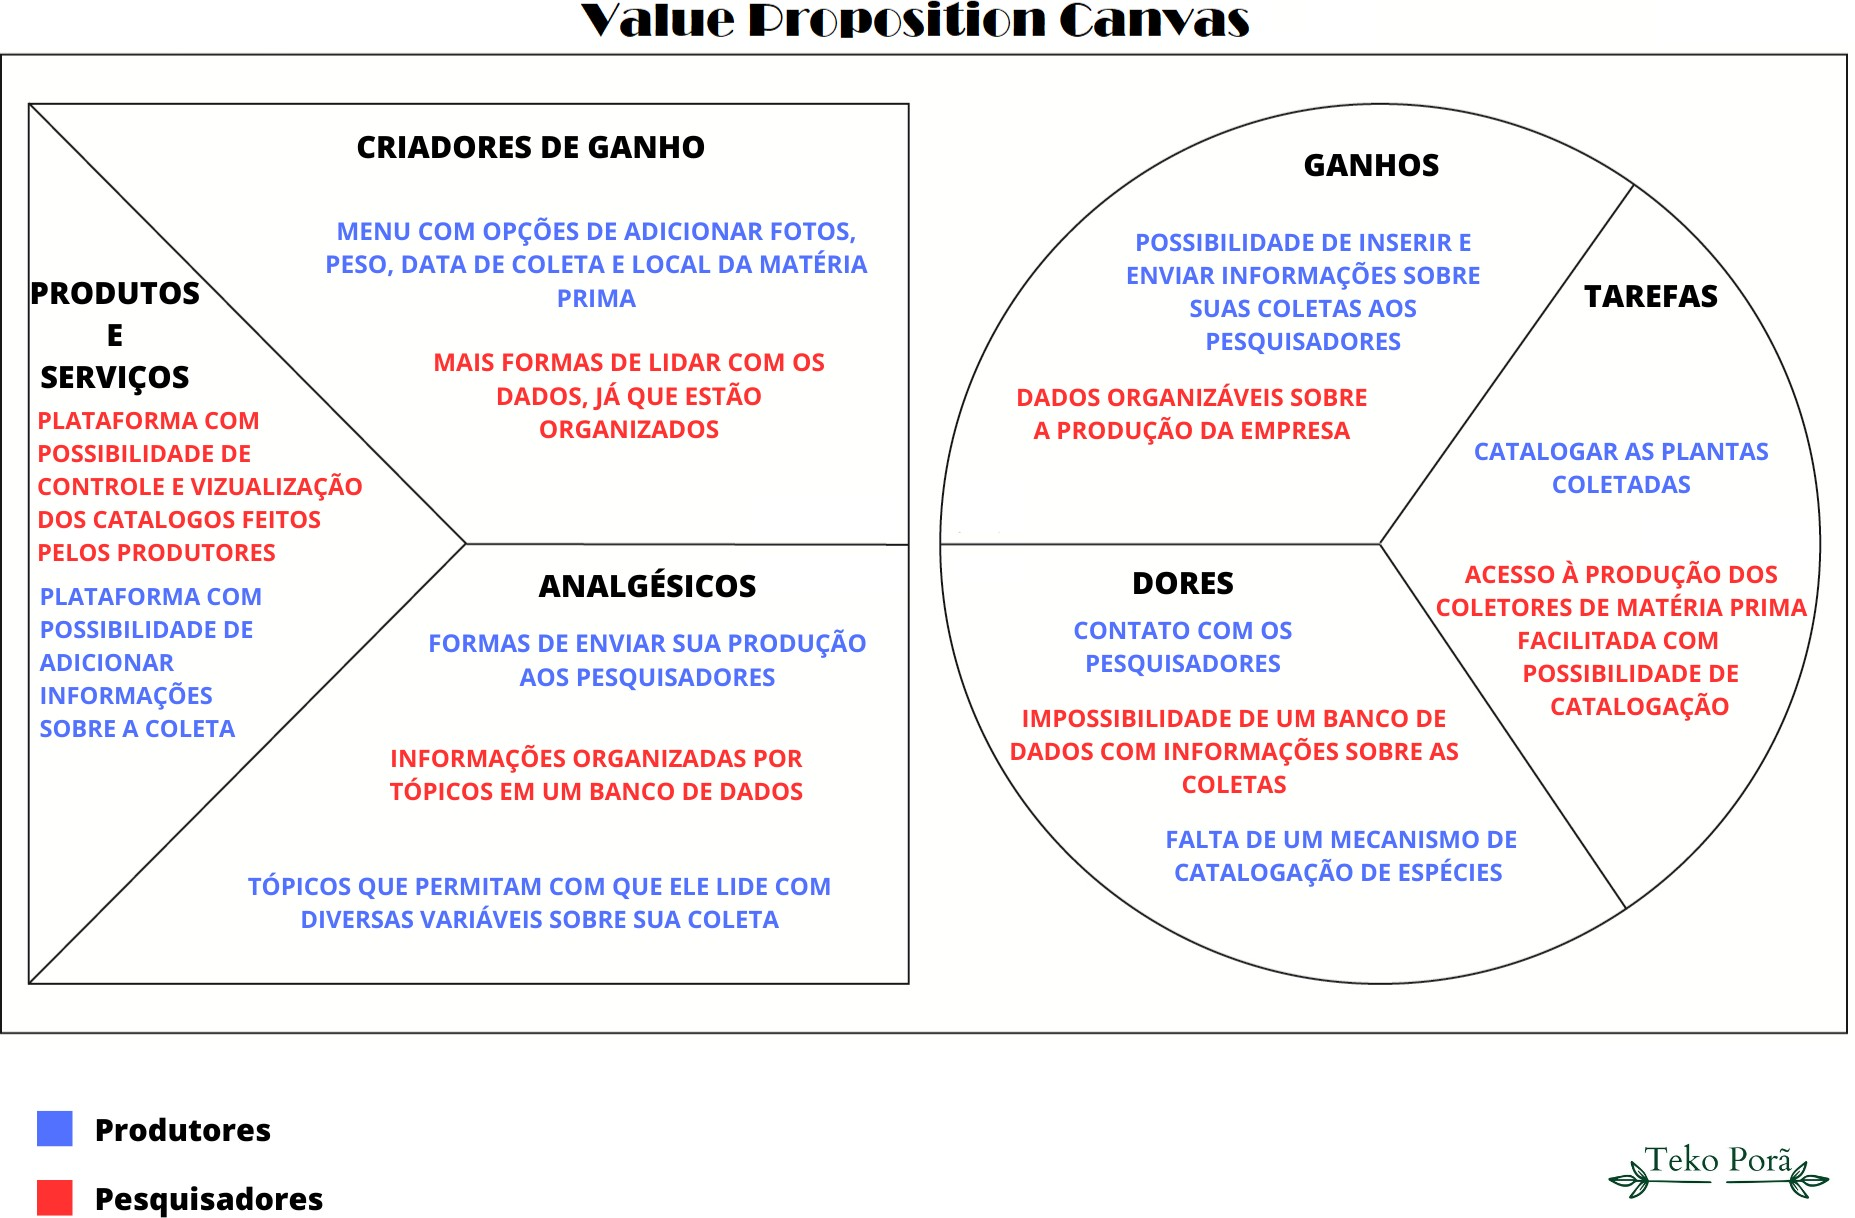 Value Proposition Canvas
CRIADORES DE GANHO
MENU COM OPÇÕES DE ADICIONAR FOTOS,
PESO, DATA DE COLETA E LOCAL DA MATÉRIA
PRIMA
MAIS FORMAS DE LIDAR COM OS
DADOS, JÁ QUE ESTÃO
ORGANIZADOS
PRODUTOS
E
SERVIÇOS
PLATAFORMA COM
POSSIBILIDADE DE
CONTROLE E VIZUALIZAÇÃO
DOS CATALOGOS FEITOS
PELOS PRODUTORES
PLATAFORMA COM
POSSIBILIDADE DE
ADICIONAR
INFORMAÇÕES
SOBRE A COLETA
ANALGÉSICOS
FORMAS DE ENVIAR SUA PRODUÇÃO
AOS PESQUISADORES
INFORMAÇÕES ORGANIZADAS POR
TÓPICOS EM UM BANCO DE DADOS
TÓPICOS QUE PERMITAM COM QUE ELE LIDE COM
DIVERSAS VARIÁVEIS SOBRE SUA COLETA
GANHOS
POSSIBILIDADE DE INSERIR E
ENVIAR INFORMAÇÕES SOBRE
SUAS COLETAS AOS
PESQUISADORES
DADOS ORGANIZÁVEIS SOBRE
A PRODUÇÃO DA EMPRESA
TAREFAS
CATALOGAR AS PLANTAS
COLETADAS
ACESSO À PRODUÇÃO DOS
COLETORES DE MATÉRIA PRIMA
FACILITADA COM
POSSIBILIDADE DE
CATALOGAÇÃO
DORES
CONTATO COM OS
PESQUISADORES
IMPOSSIBILIDADE DE UM BANCO DE
DADOS COM INFORMAÇÕES SOBRE AS
COLETAS
FALTA DE UM MECANISMO DE
CATALOGAÇÃO DE ESPÉCIES
Produtores
Pesquisadores
Teko Porã